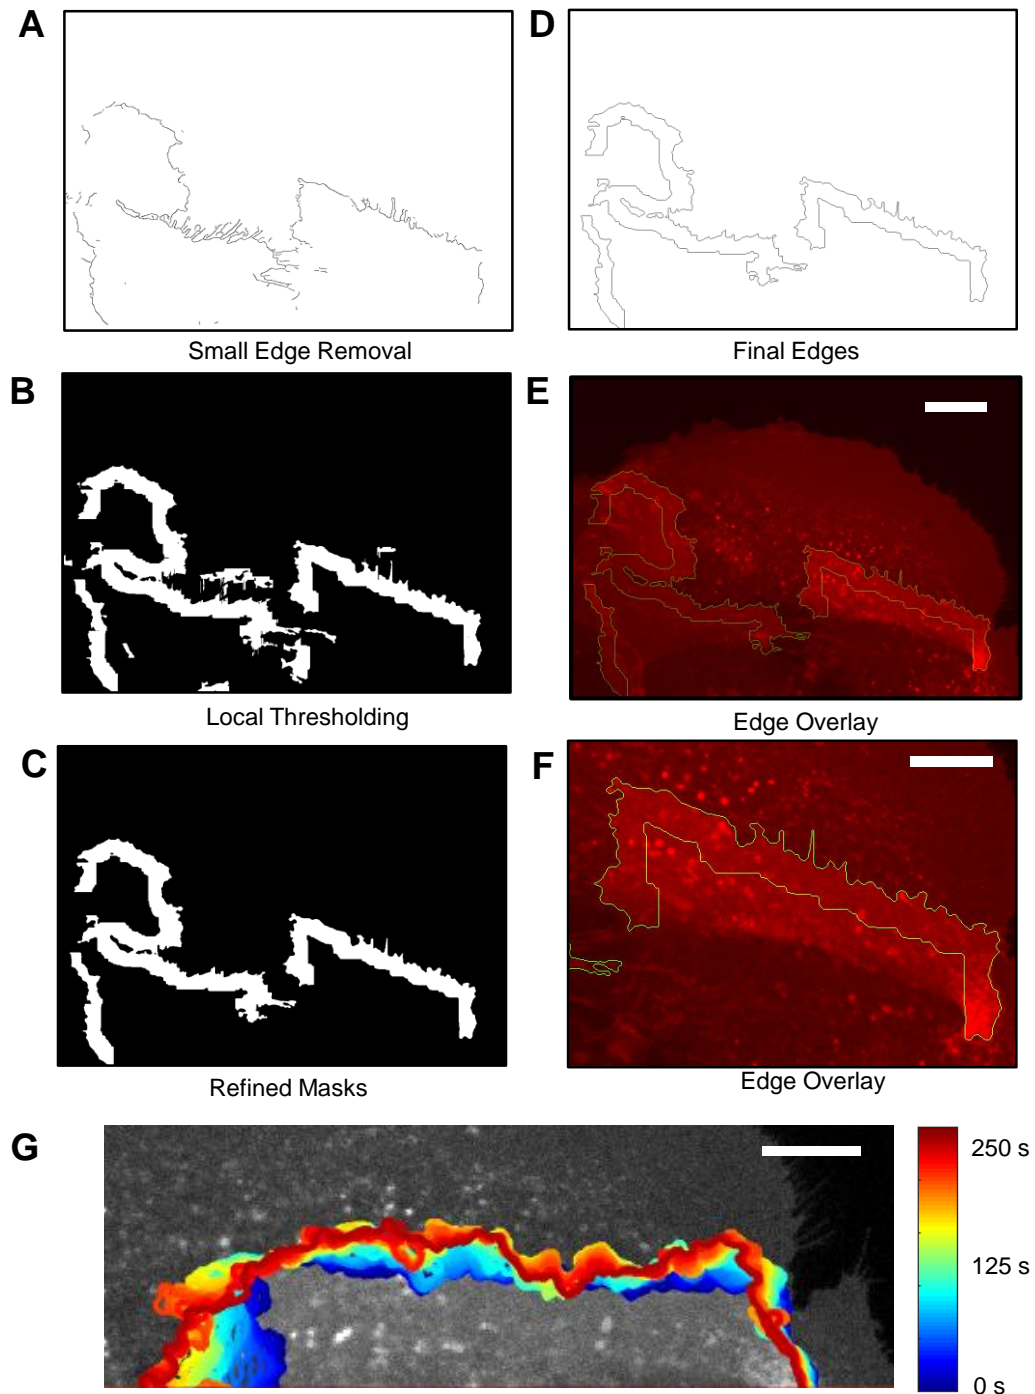 A
Small Edge Removal
D
Final Edges
B
Local Thresholding
E
Edge Overlay
C
Refined Masks
F
Edge Overlay
G
250 s
125 s
0 s